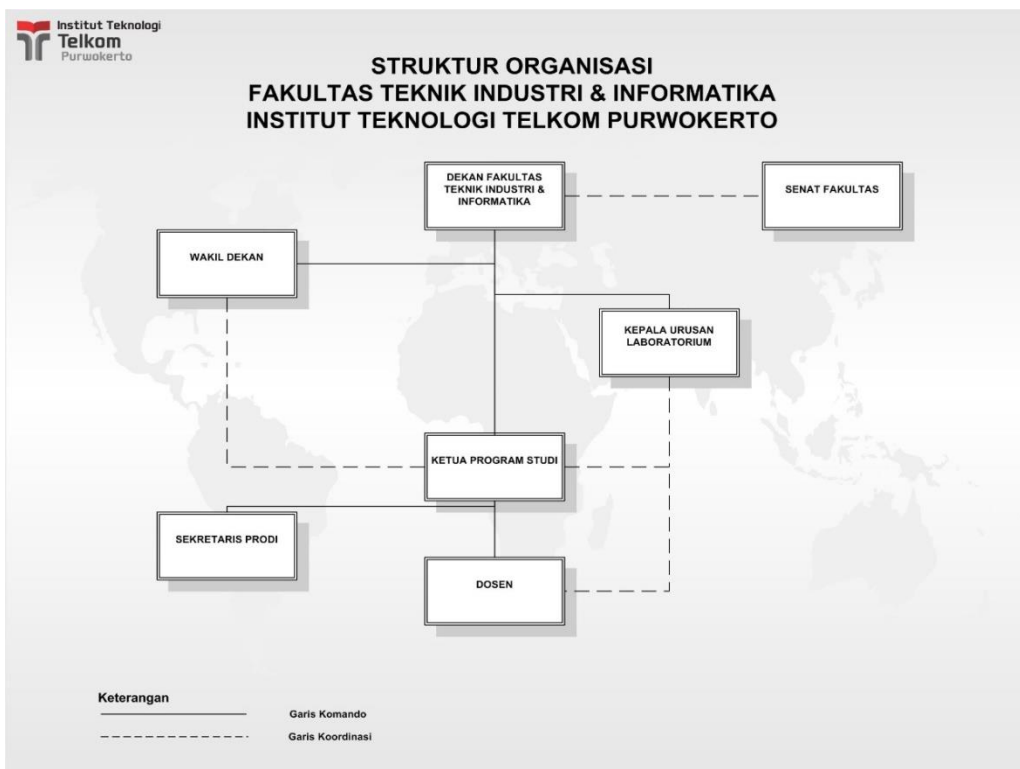 Institut Teknologi
Telkom
Purwokerto
STRUKTUR ORGANISASI
FAKULTAS TEKNIK INDUSTRI & INFORMATIKA
INSTITUT TEKNOLOGI TELKOM PURWOKERTO
DEKAN FAKULTAS
TEKNIK INDUSTRI &
INFORMATIKA
SENAT FAKULTAS
WAKIL DEKAN
KEPALA URUSAN
LABORATORIUM
KETUA PROGRAM STUDI
SEKRETARIS PRODI
DOSEN
Keterangan
Garis Komando
Garis Koordinasi